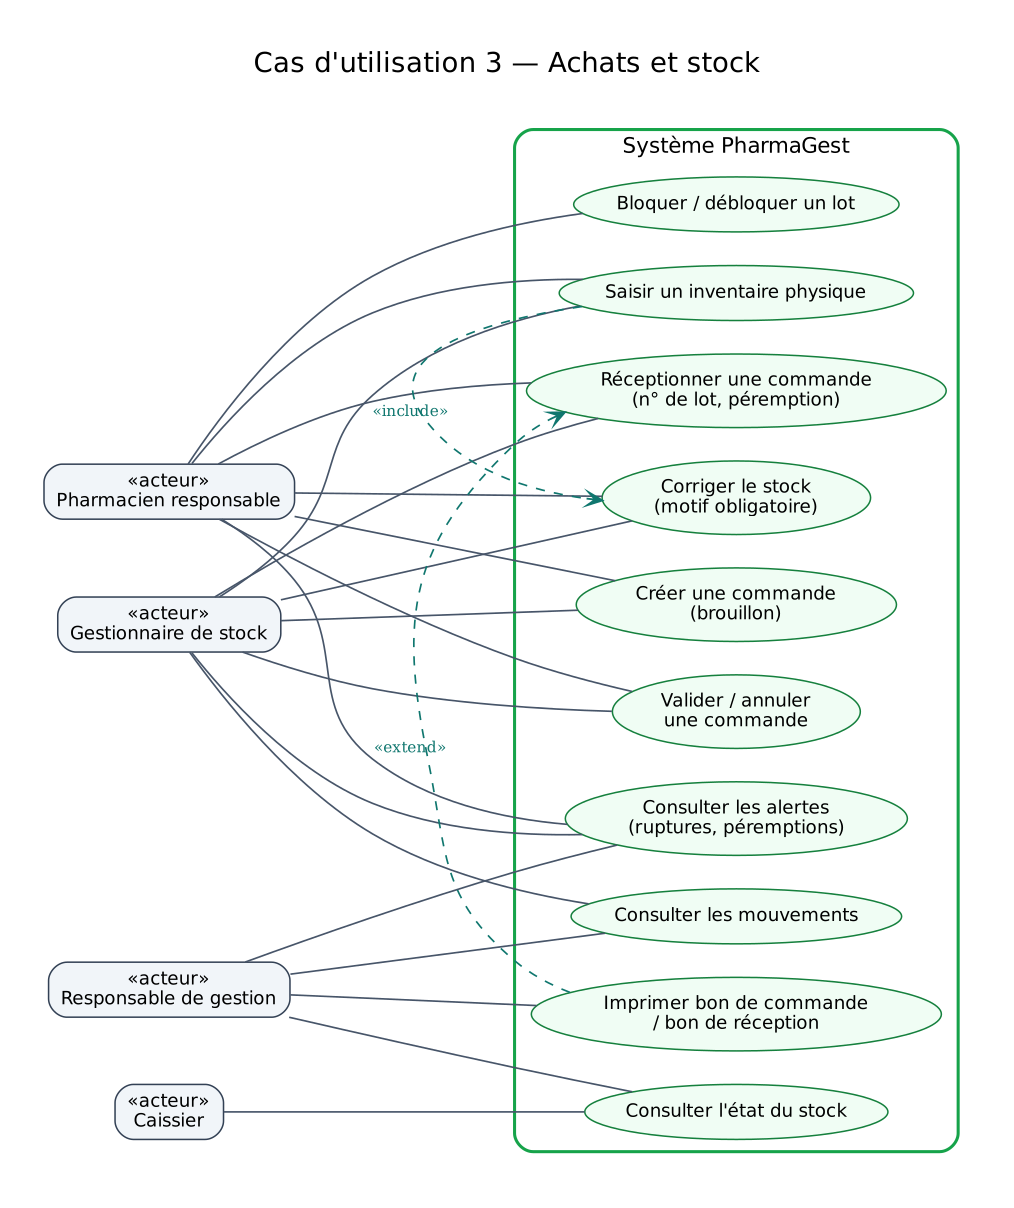 Cas d'utilisation 3 — Achats et stock
Système PharmaGest
Bloquer / débloquer un lot
Saisir un inventaire physique
Réceptionner une commande
(n° de lot, péremption)
«include»
«acteur»
Pharmacien responsable
Corriger le stock
(motif obligatoire)
Créer une commande
(brouillon)
«acteur»
Gestionnaire de stock
Valider / annuler
une commande
«extend»
Consulter les alertes
(ruptures, péremptions)
Consulter les mouvements
«acteur»
Responsable de gestion
Imprimer bon de commande
/ bon de réception
«acteur»
Caissier
Consulter l'état du stock